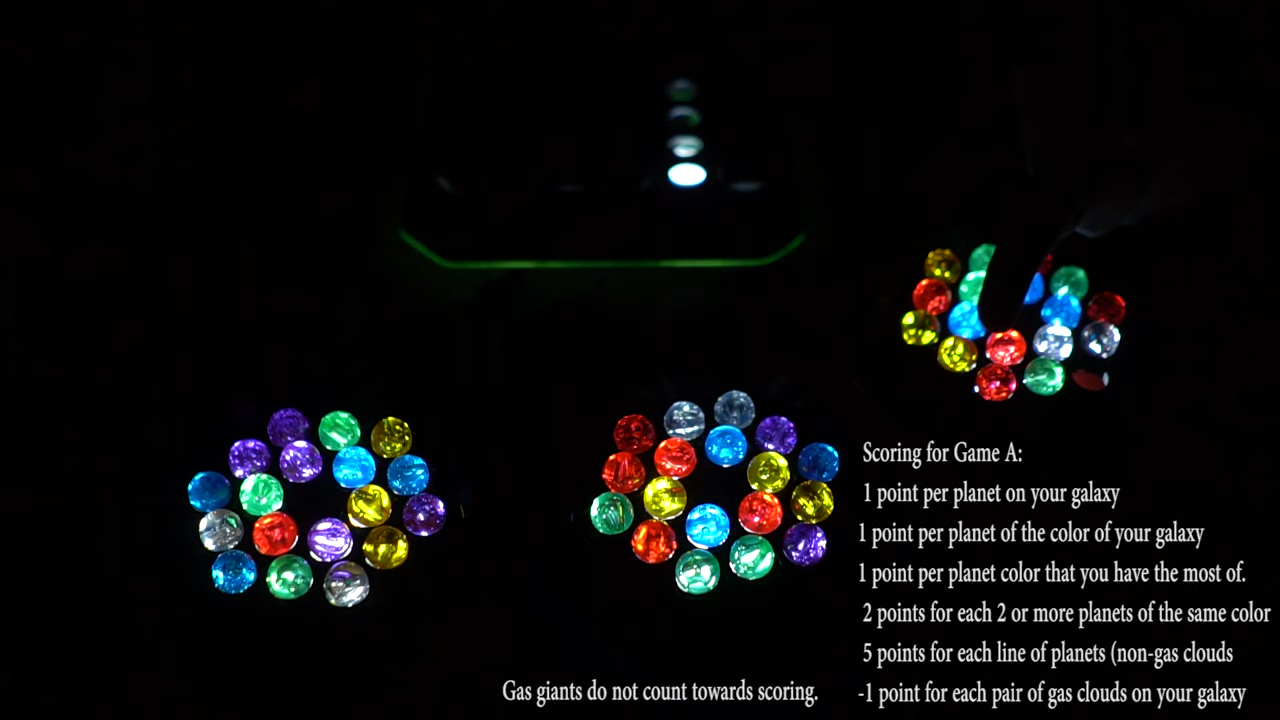 Scoring for Game A:
1 point per planet on your galaxy
1 point per planet of the color of your galaxy
1 point per planet color that you have the most of.
2 points for each 2 or more planets of the same color
5 points for each line of planets (non-gas clouds
-1 point for each pair of gas clouds on your galaxy
Gas giants do not count towards scoring.